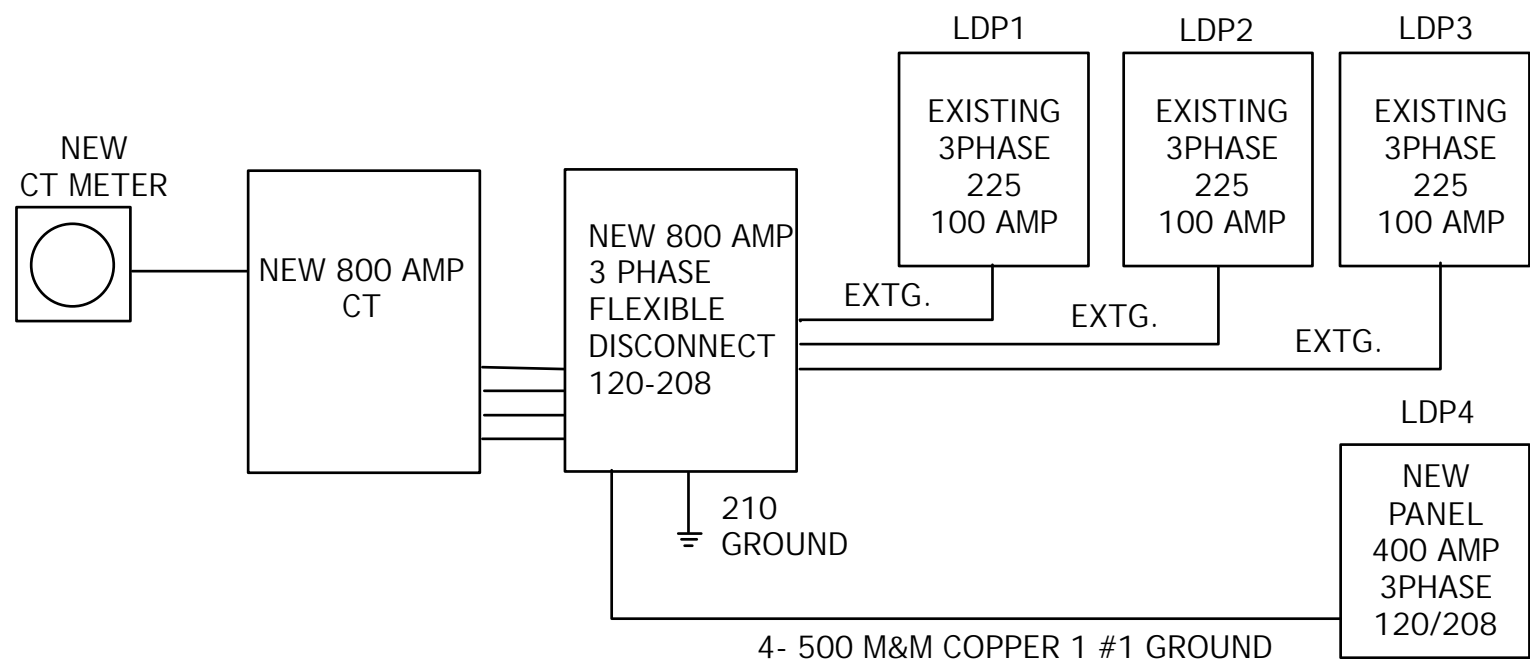 NEW
CT METER
NEW 800 AMP
CT
NEW 800 AMP
3 PHASE
FLEXIBLE
DISCONNECT
120-208
210
GROUND
LDP1
EXISTING
3PHASE
225
100 AMP
LDP2
EXISTING
3PHASE
225
100 AMP
LDP3
EXISTING
3PHASE
225
100 AMP
EXTG.
EXTG.
EXTG.
LDP4
NEW
PANEL
400 AMP
3PHASE
120/208
4- 500 M&M COPPER 1 #1 GROUND